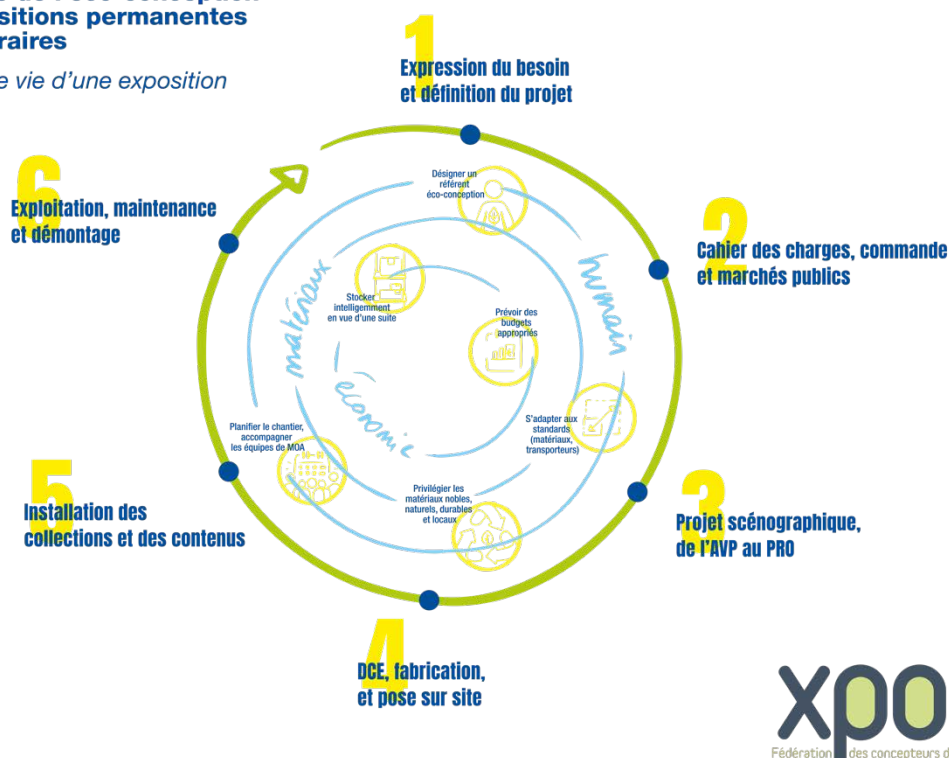 sitions permanentes
raires
e vie d'une exposition
1
Expression du besoin
et définition du projet
2
Cahier des charges, commande
et marchés publics
3
Projet scénographique,
de l'AVP au PRO
4
DCE, fabrication,
et pose sur site
5
Installation des
collections et des contenus
6
Exploitation, maintenance
et démontage
Désigner un
référent
éco-conception
Stocker
intelligemment
en vue d'une suite
Prévoir des
budgets
appropriés
S'adapter aux
standards
(matériaux,
transporteurs)
Privilégier les
matériaux nobles,
naturels, durables
et locaux
Planifier le chantier,
accompagner
les équipes de MOA
matériaux
humain
économie
xpo
Fédération des concepteurs d